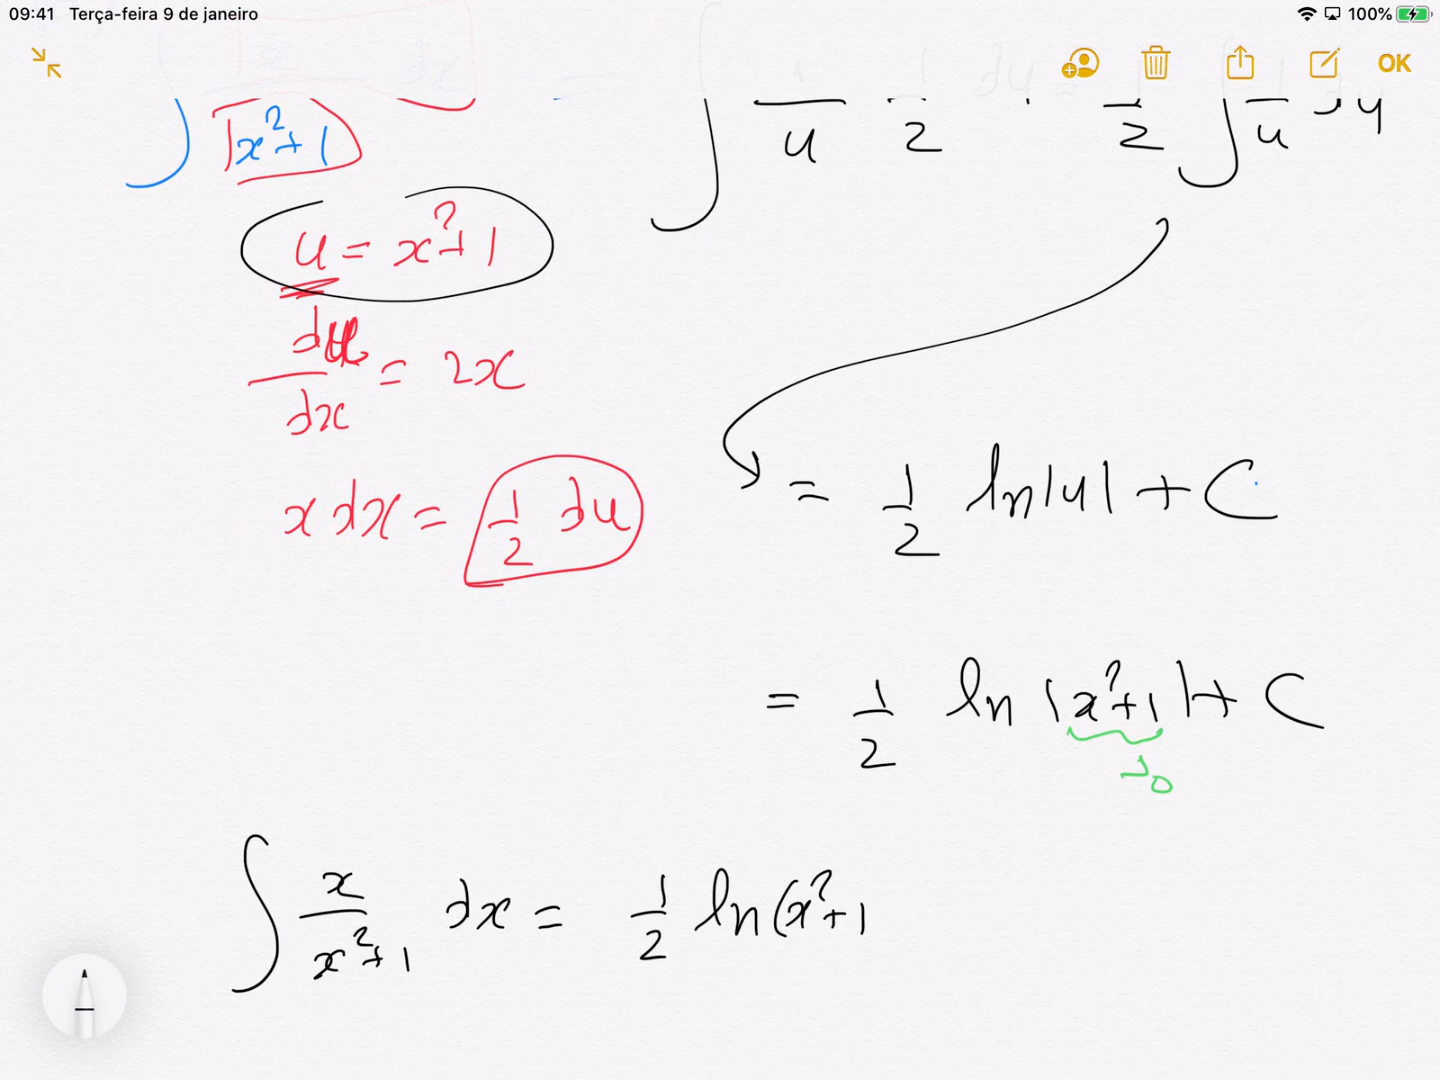 09:41 Terça-feira 9 de janeiro 100%
OK
∫ x²+1
∫ u 2 1/2 ∫ u du
u = x²+1
du/dx = 2x
x dx = 1/2 du
= 1/2 ln|u| + C
= 1/2 ln|x²+1| + C
>0
∫ x/(x²+1) dx = 1/2 ln(x²+1